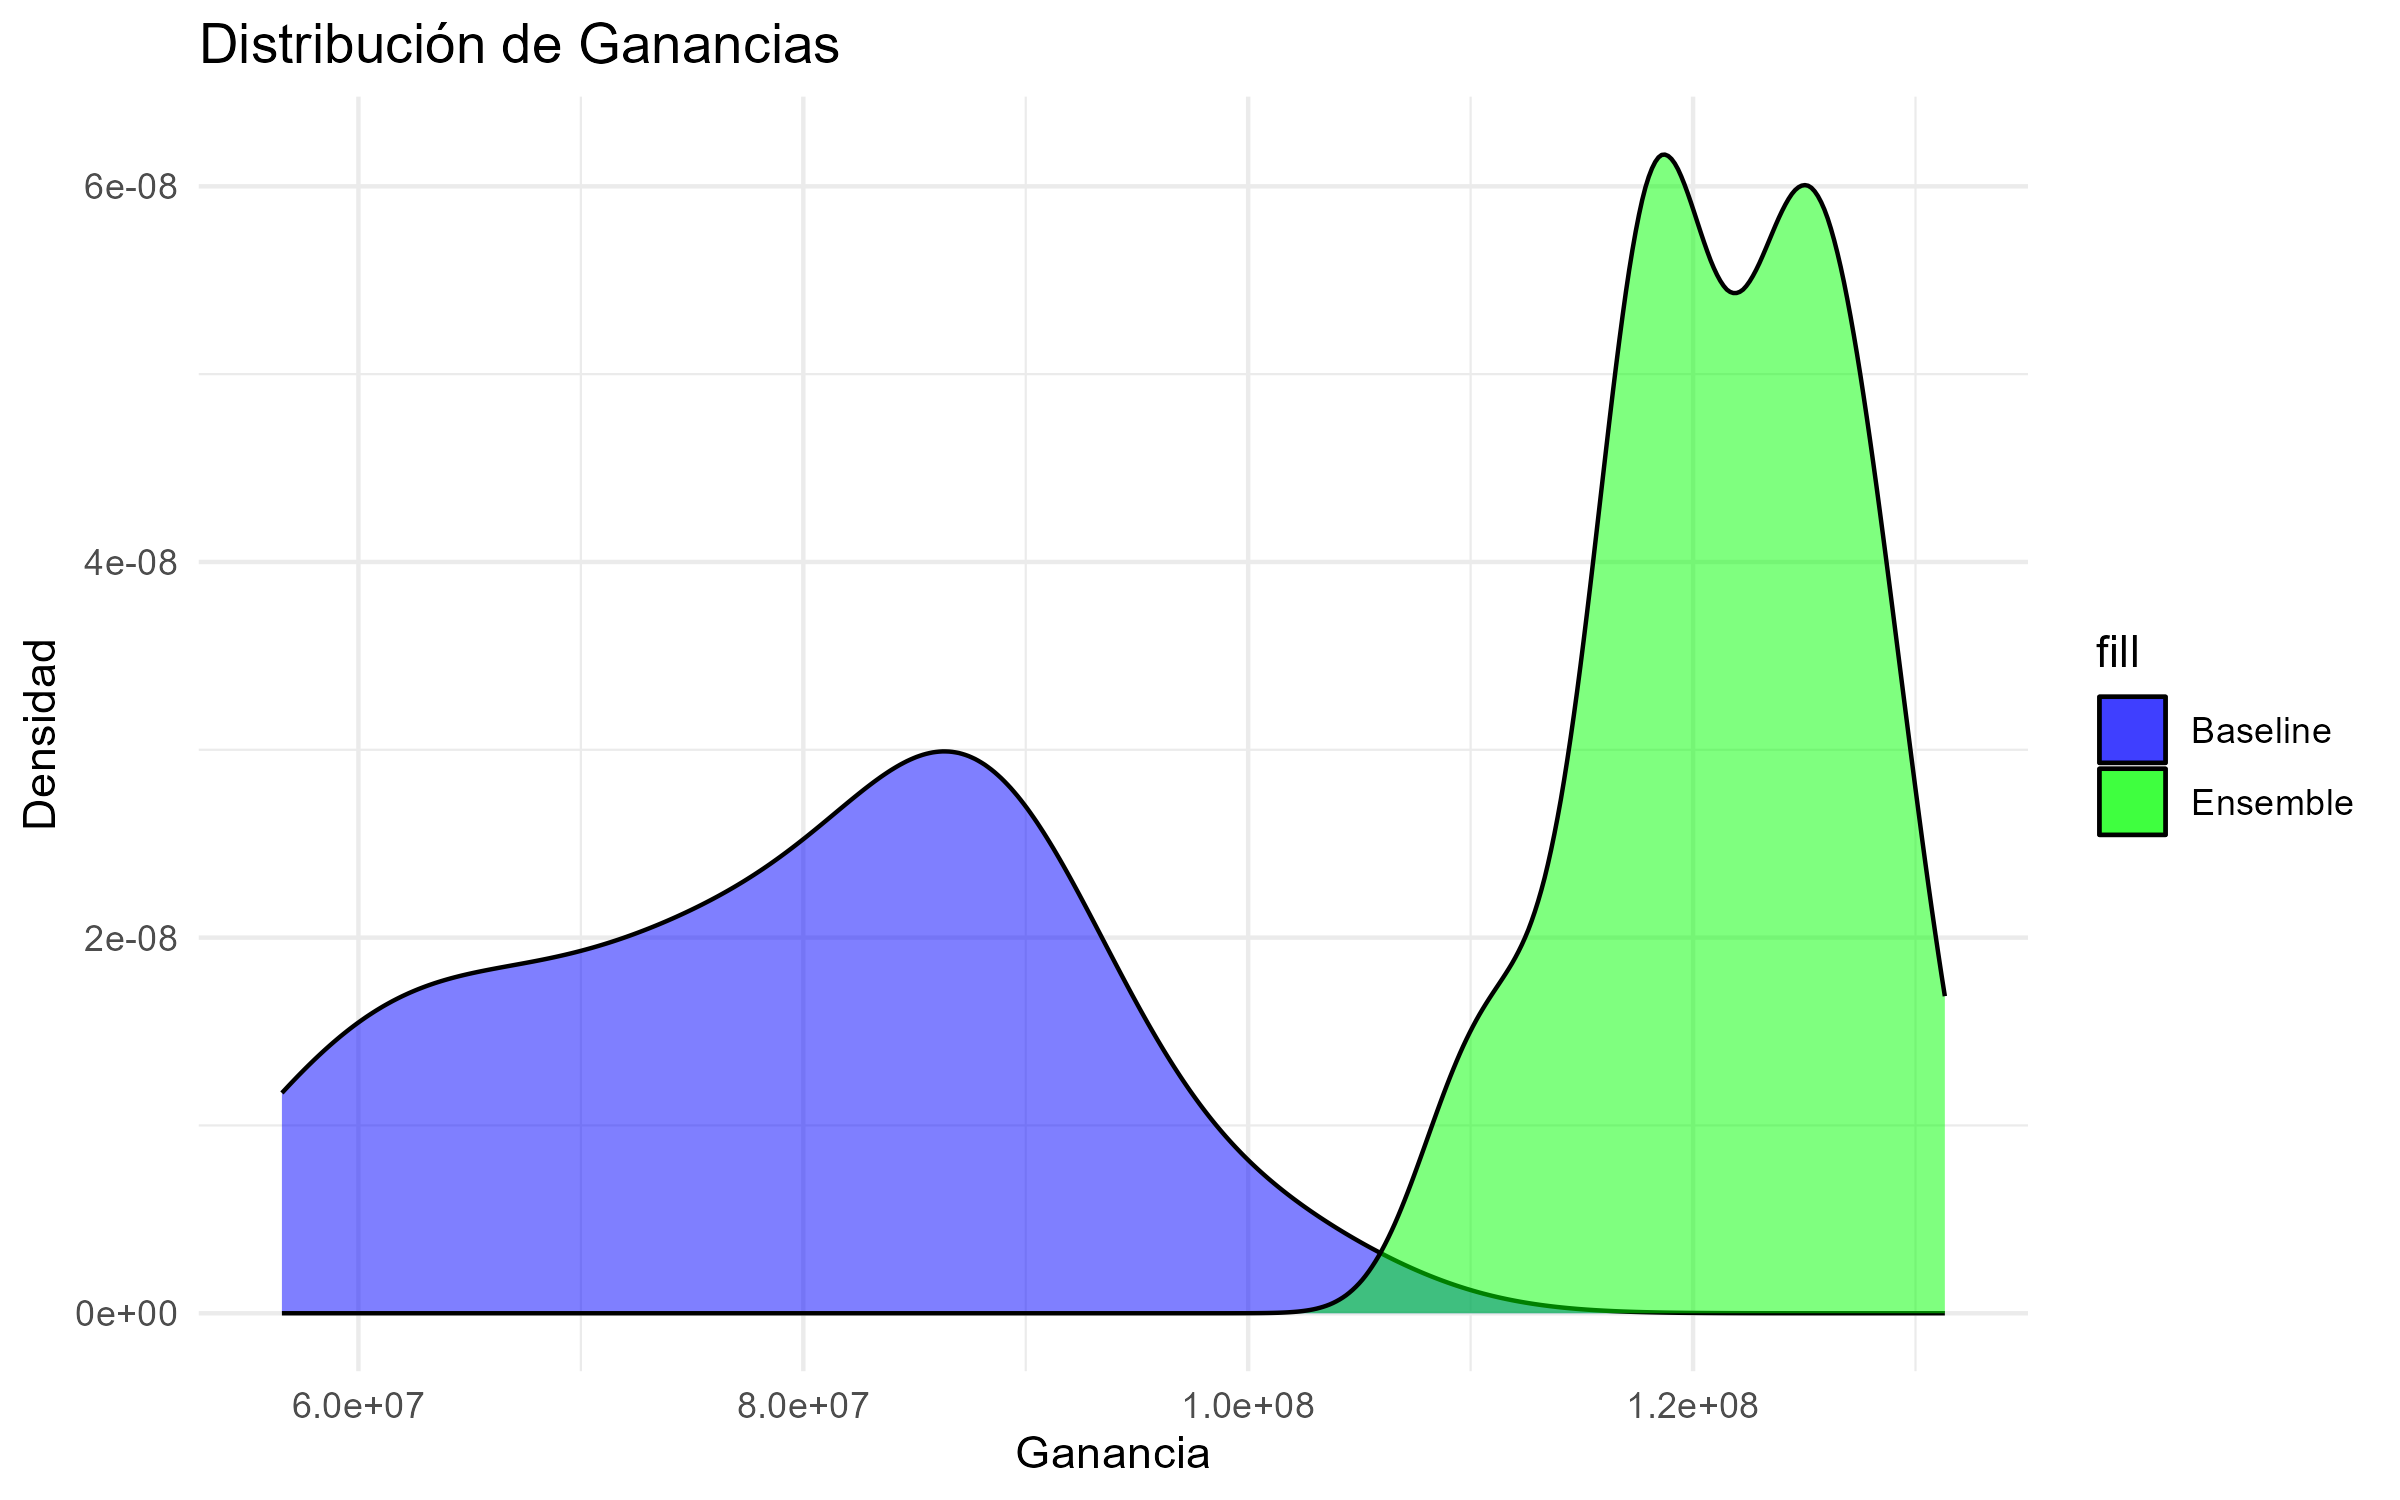 Distribución de Ganancias
Densidad
6e-08
4e-08
2e-08
0e+00
6.0e+07
8.0e+07
1.0e+08
1.2e+08
Ganancia
fill
Baseline
Ensemble